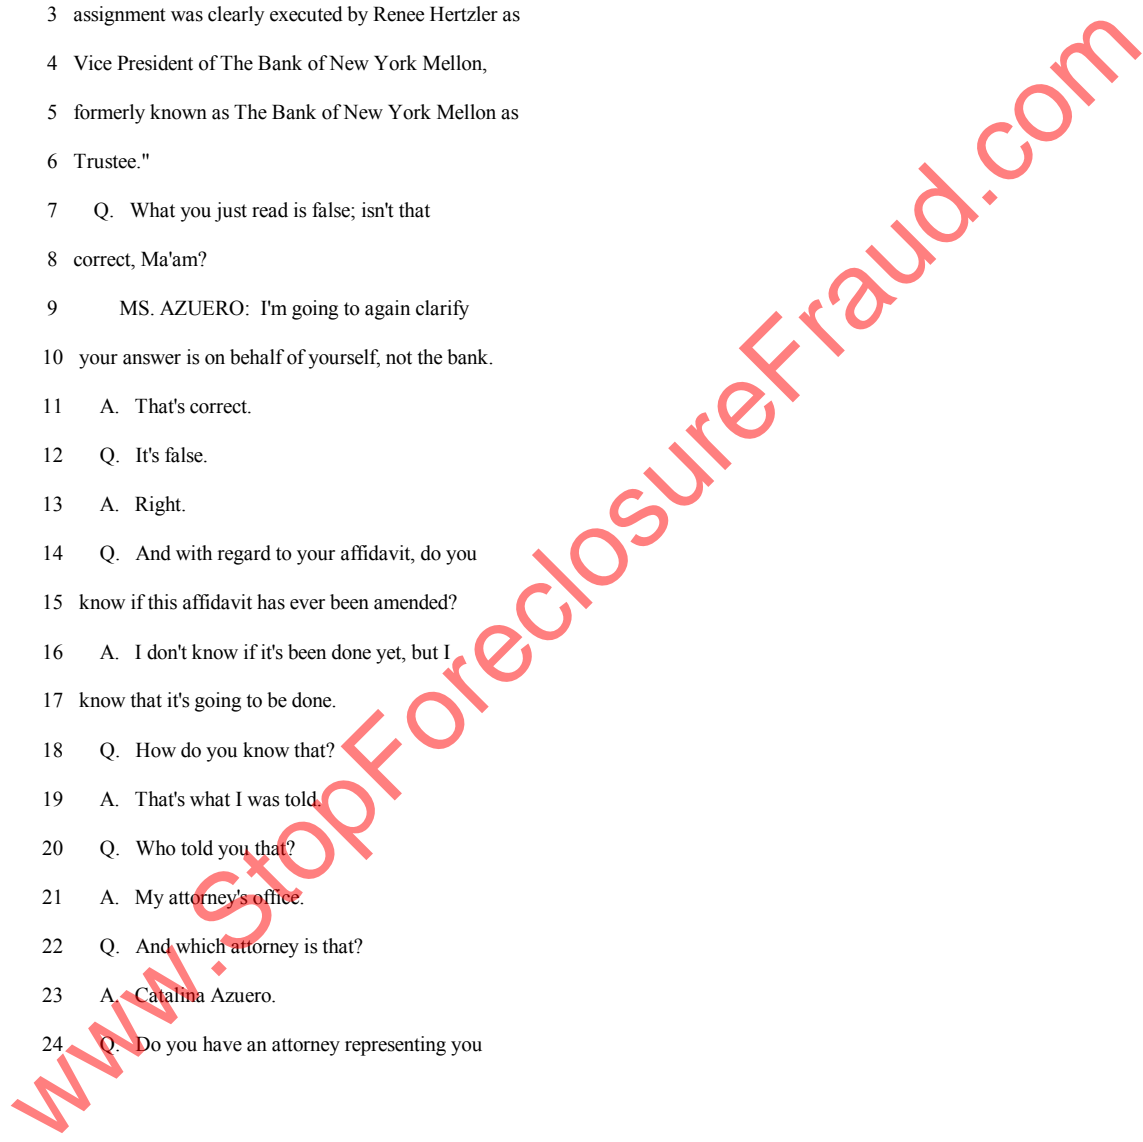 3 assignment was clearly executed by Renee Hertzler as
4 Vice President of The Bank of New York Mellon,
5 formerly known as The Bank of New York Mellon as
6 Trustee."
7 Q. What you just read is false; isn't that
8 correct, Ma'am?
9 MS. AZUERO: I'm going to again clarify
10 your answer is on behalf of yourself, not the bank.
11 A. That's correct.
12 Q. It's false.
13 A. Right.
14 Q. And with regard to your affidavit, do you
15 know if this affidavit has ever been amended?
16 A. I don't know if it's been done yet, but I
17 know that it's going to be done.
18 Q. How do you know that?
19 A. That's what I was told.
20 Q. Who told you that?
21 A. My attorney's office.
22 Q. And which attorney is that?
23 A. Catalina Azuero.
24 Q. Do you have an attorney representing you
www.StopForeclosureFraud.com